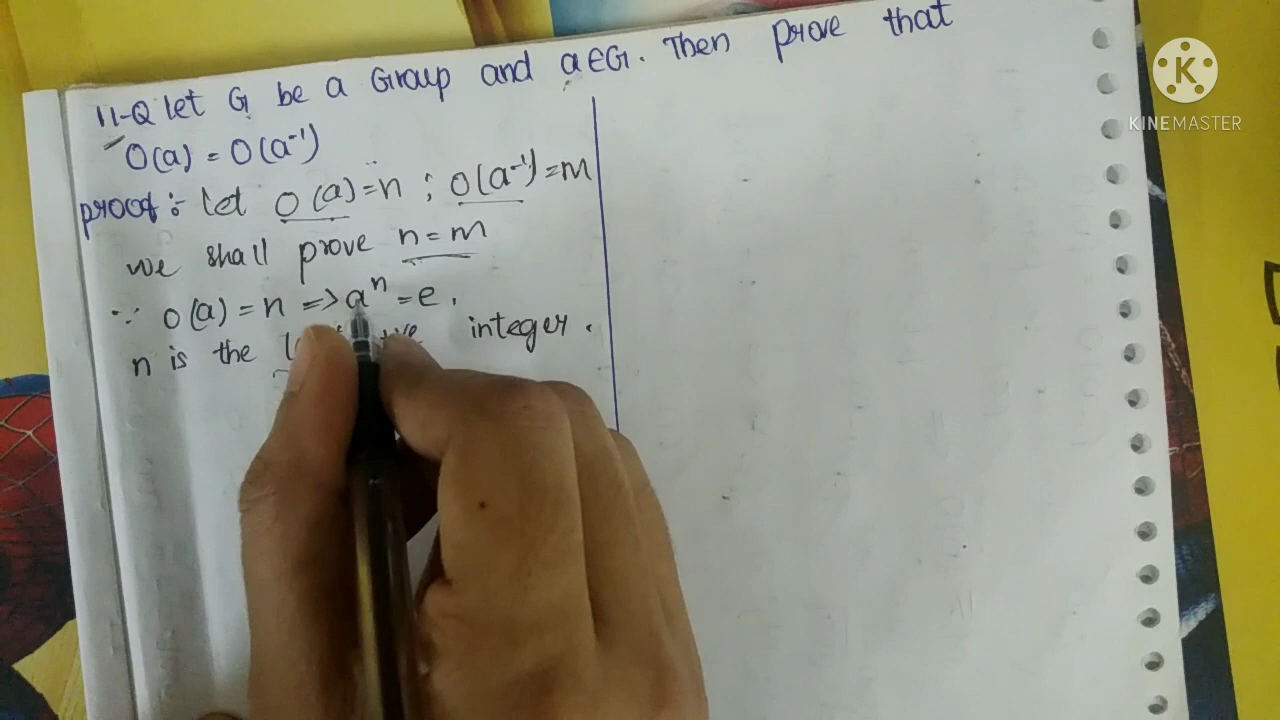 11-Q let G be a Group and a∈G. Then prove that
O(a) = O(a⁻¹)
proof :- let O(a) = n ; O(a⁻¹) = m
we shall prove n = m
∵ O(a) = n => aⁿ = e .
n is the +ve integer .
K
KINEMASTER